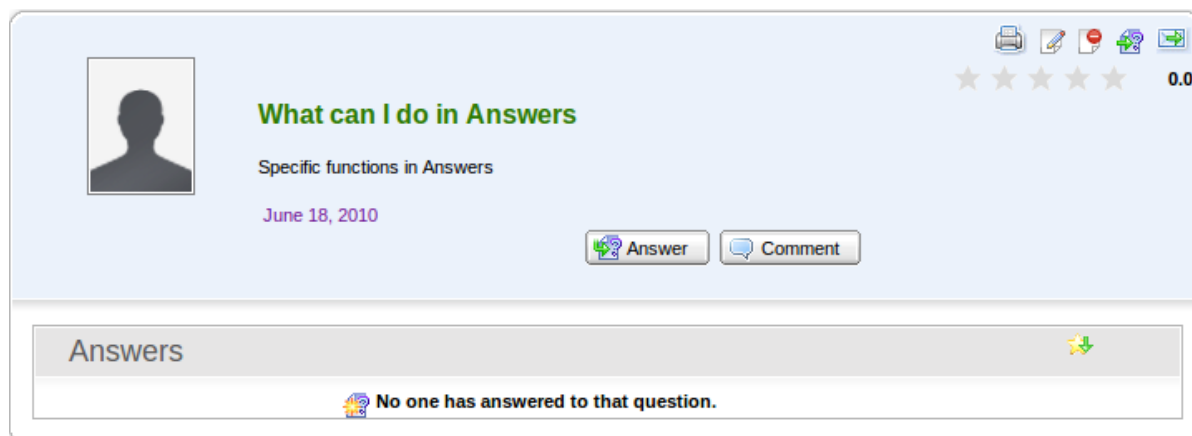 0.0
What can I do in Answers
Specific functions in Answers
June 18, 2010
Answer
Comment
Answers
No one has answered to that question.